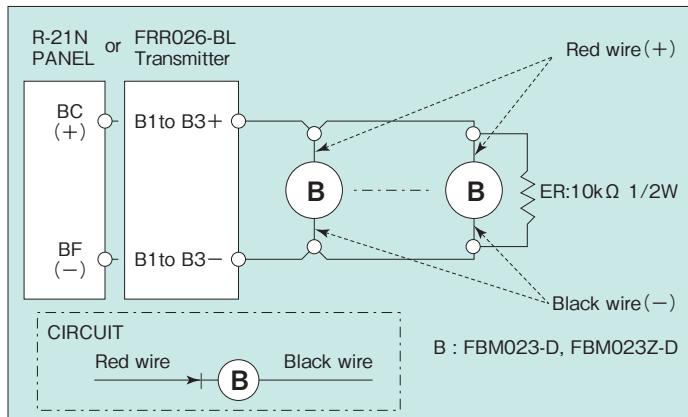 R-21N or FRR026-BL
PANEL Transmitter
Red wire(+)
BC
(+)
B1to B3+
B
B
ER:10kΩ 1/2W
BF
(−)
B1to B3−
Black wire(−)
CIRCUIT
Red wire
B
Black wire
B : FBM023-D, FBM023Z-D